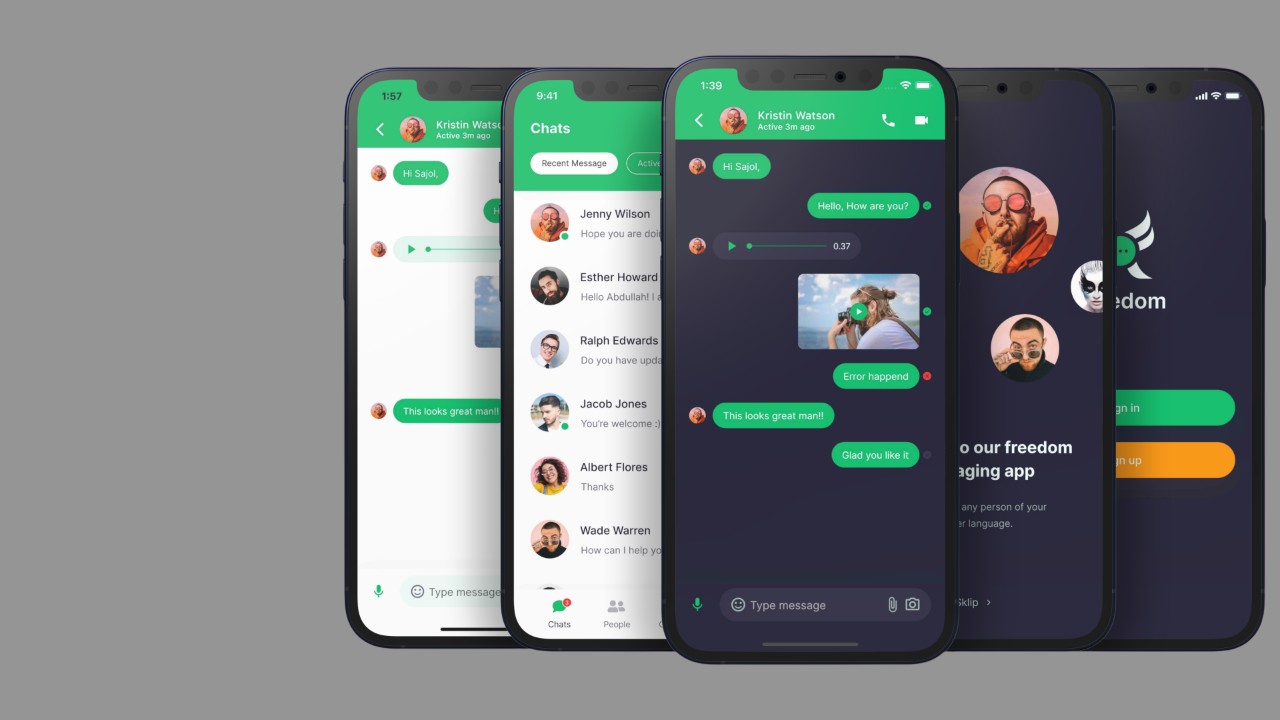 1:57
Kristin Wats
Active 3m ago
Hi Sajol,
H
This looks great man!!
Type message
9:41
Chats
Recent Message
Active
Jenny Wilson
Hope you are doi
Esther Howard
Hello Abdullah! I a
Ralph Edwards
Do you have upda
Jacob Jones
You're welcome :)
Albert Flores
Thanks
Wade Warren
How can I help yo
3
Chats
People
1:39
Kristin Watson
Active 3m ago
Hi Sajol,
Hello, How are you?
0.37
Error happend
This looks great man!!
Glad you like it
Type message
o our freedom
aging app
any person of your
er language.
Skip >
edom
gn in
gn up